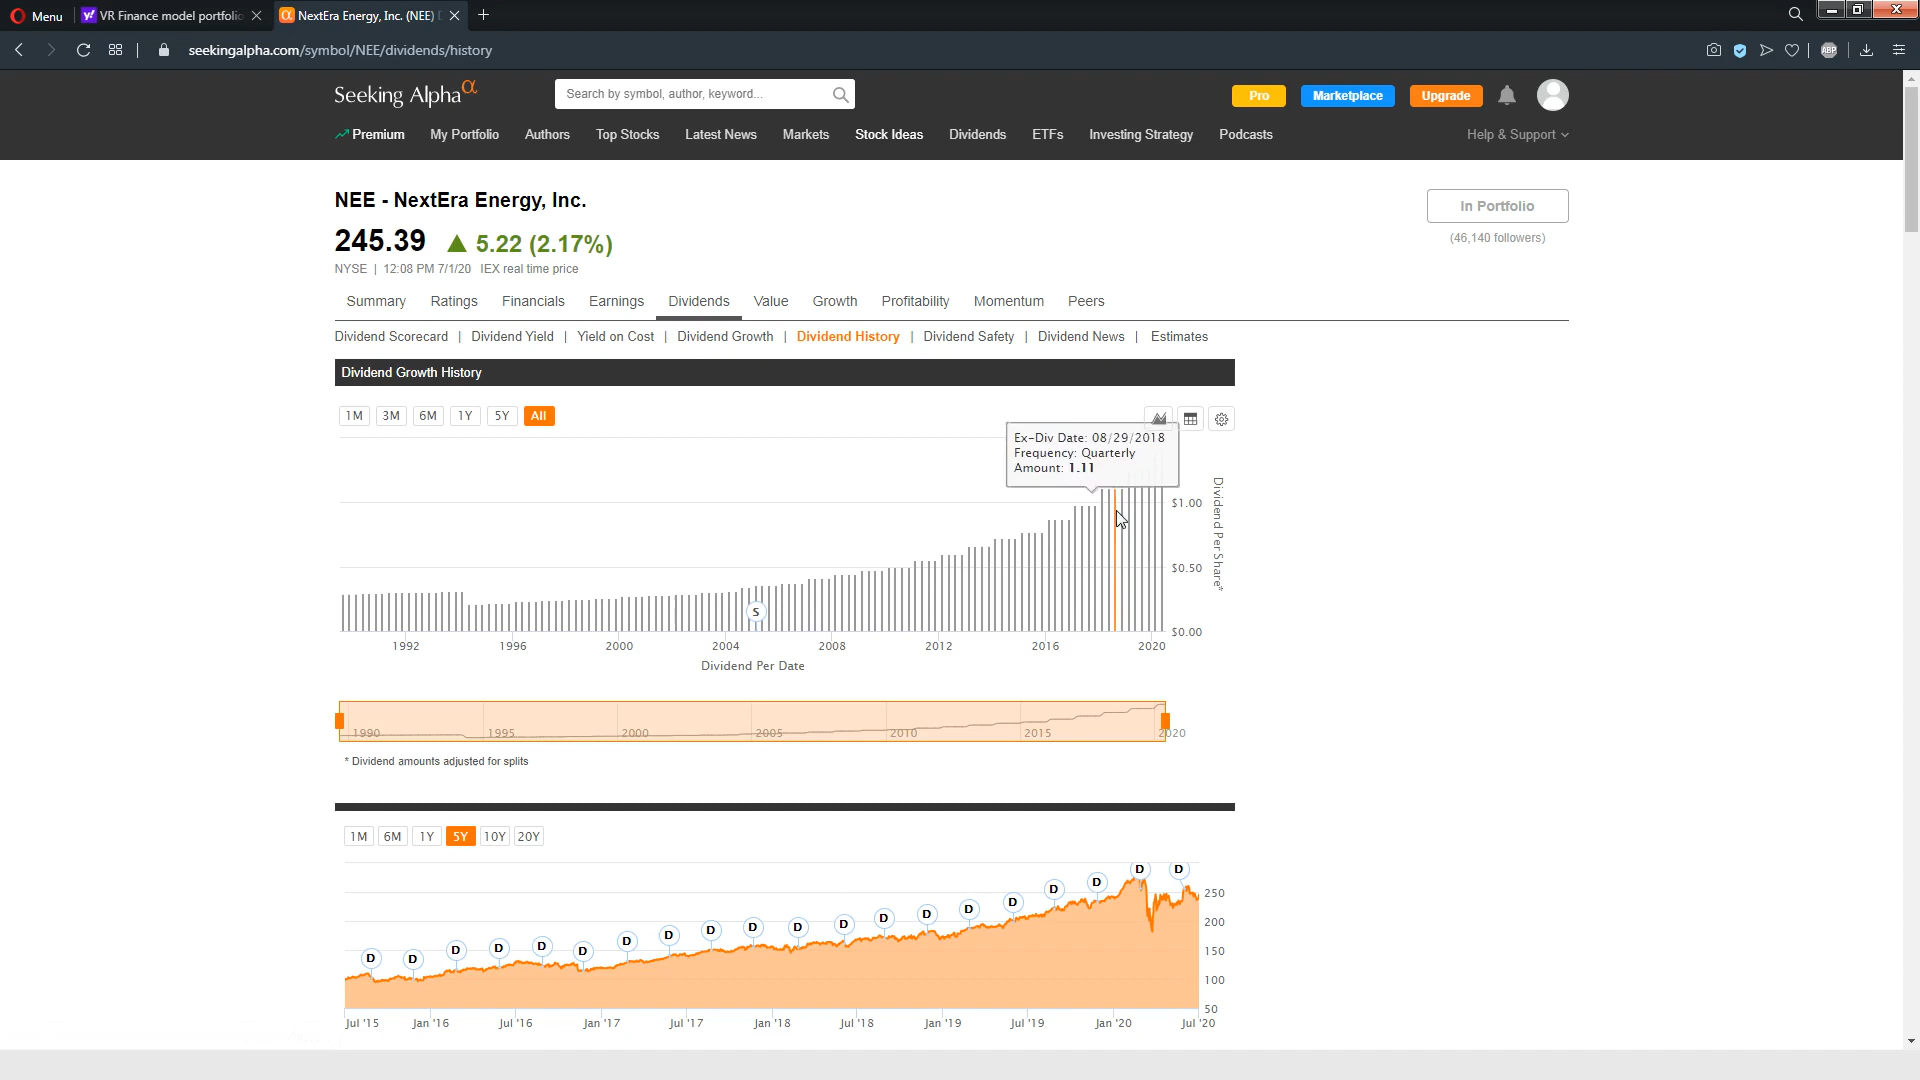 Menu
VR Finance model portfolio
NextEra Energy, Inc. (NEE) D
seekingalpha.com/symbol/NEE/dividends/history
ABP
Seeking Alpha α
Search by symbol, author, keyword...
Pro
Marketplace
Upgrade
Premium
My Portfolio
Authors
Top Stocks
Latest News
Markets
Stock Ideas
Dividends
ETFs
Investing Strategy
Podcasts
Help & Support
NEE - NextEra Energy, Inc.
In Portfolio
245.39 ▲ 5.22 (2.17%)
(46,140 followers)
NYSE | 12:08 PM 7/1/20 IEX real time price
Summary
Ratings
Financials
Earnings
Dividends
Value
Growth
Profitability
Momentum
Peers
Dividend Scorecard | Dividend Yield | Yield on Cost | Dividend Growth | Dividend History | Dividend Safety | Dividend News | Estimates
Dividend Growth History
1M 3M 6M 1Y 5Y All
Ex-Div Date: 08/29/2018
Frequency: Quarterly
Amount: 1.11
$1.00
$0.50
$0.00
Dividend Per Share*
S
1992 1996 2000 2004 2008 2012 2016 2020
Dividend Per Date
1990 1995 2000 2005 2010 2015 2020
* Dividend amounts adjusted for splits
1M 6M 1Y 5Y 10Y 20Y
D D D D D D D D D D D D D D D D D D D D
250
200
150
100
50
Jul '15 Jan '16 Jul '16 Jan '17 Jul '17 Jan '18 Jul '18 Jan '19 Jul '19 Jan '20 Jul '20